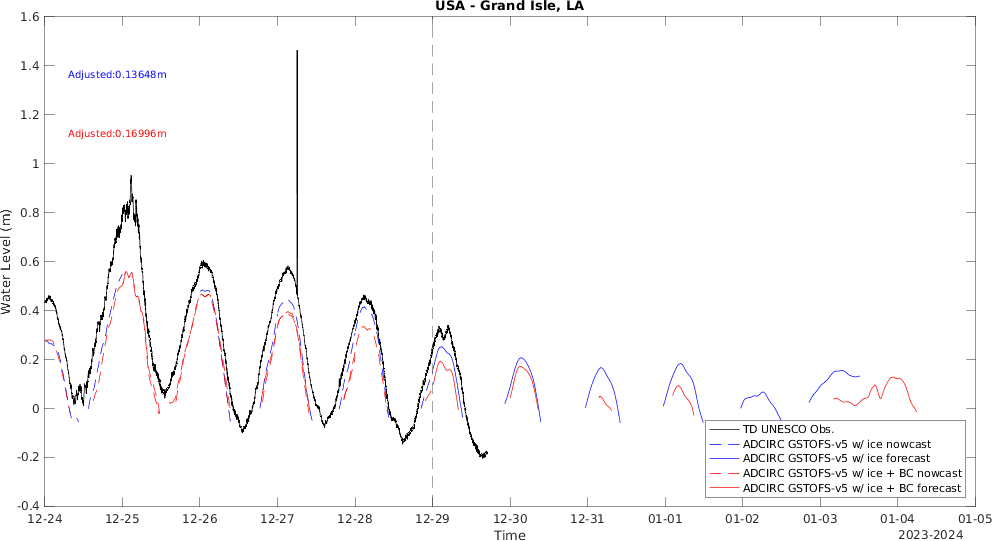 USA - Grand Isle, LA
1.6
1.4
1.2
1
0.8
0.6
0.4
0.2
0
-0.2
-0.4
Water Level (m)
Adjusted:0.13648m
Adjusted:0.16996m
TD UNESCO Obs.
ADCIRC GSTOFS-v5 w/ ice nowcast
ADCIRC GSTOFS-v5 w/ ice forecast
ADCIRC GSTOFS-v5 w/ ice + BC nowcast
ADCIRC GSTOFS-v5 w/ ice + BC forecast
12-24 12-25 12-26 12-27 12-28 12-29 12-30 12-31 01-01 01-02 01-03 01-04 01-05
Time
2023-2024